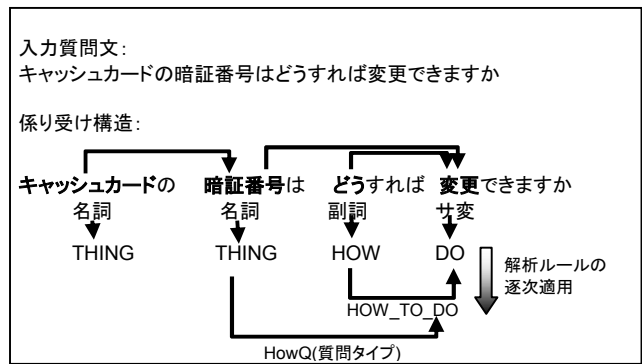 入力質問文:
キャッシュカードの暗証番号はどうすれば変更できますか
係り受け構造:
キャッシュカードの 暗証番号は どうすれば 変更できますか
名詞 名詞 副詞 サ変
THING THING HOW DO
解析ルールの
逐次適用
HOW_TO_DO
HowQ(質問タイプ)